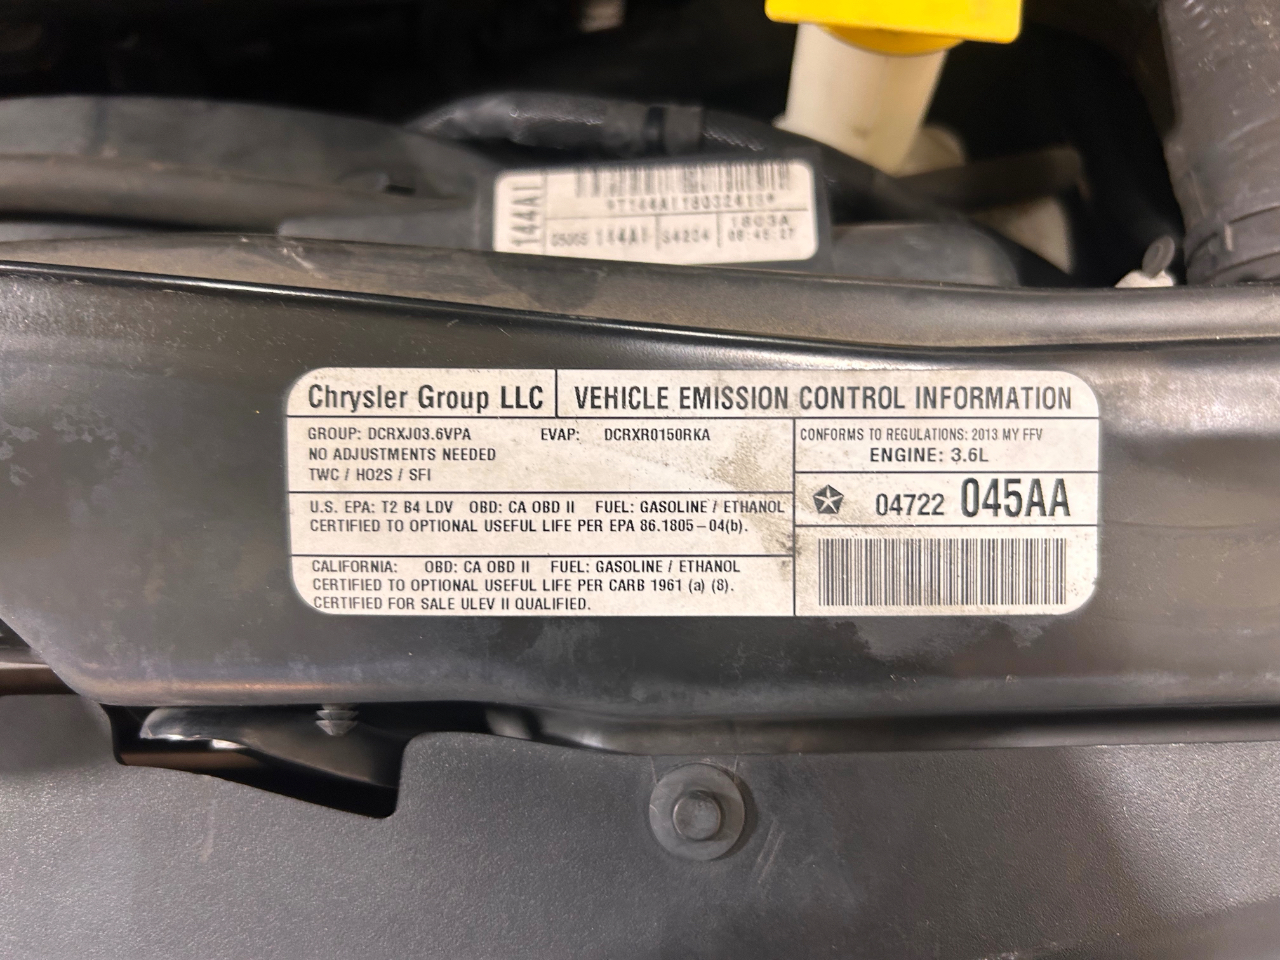 144A1
144A1
S4204
1803A
Chrysler Group LLC
VEHICLE EMISSION CONTROL INFORMATION
GROUP: DCRXJ03.6VPA EVAP: DCRXR0150RKA
NO ADJUSTMENTS NEEDED
TWC / HO2S / SFI
U.S. EPA: T2 B4 LDV OBD: CA OBD II FUEL: GASOLINE / ETHANOL
CERTIFIED TO OPTIONAL USEFUL LIFE PER EPA 86.1805-04(b).
CALIFORNIA: OBD: CA OBD II FUEL: GASOLINE / ETHANOL
CERTIFIED TO OPTIONAL USEFUL LIFE PER CARB 1961 (a) (8).
CERTIFIED FOR SALE ULEV II QUALIFIED.
CONFORMS TO REGULATIONS: 2013 MY FFV
ENGINE: 3.6L
04722 045AA